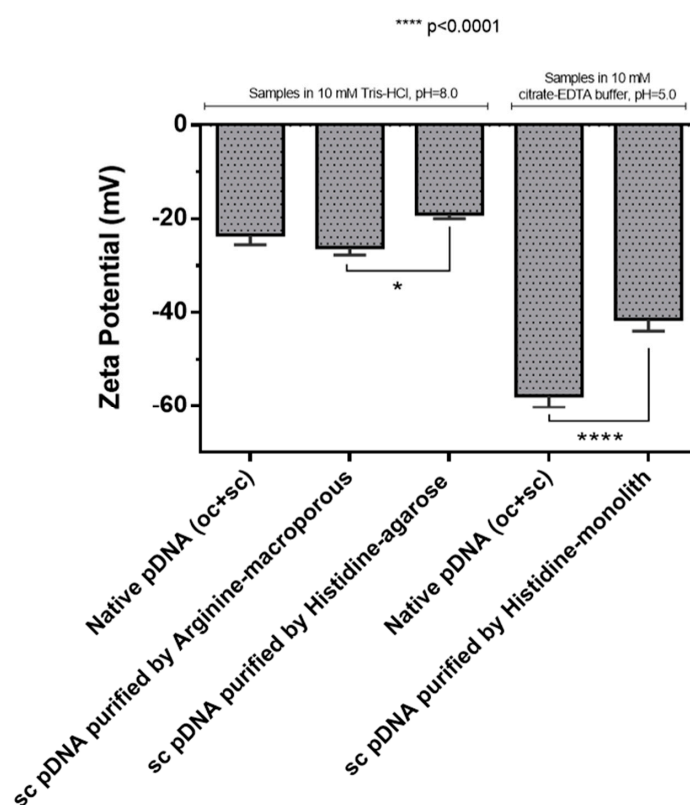 **** p<0.0001
Samples in 10 mM Tris-HCl, pH=8.0
Samples in 10 mM
citrate-EDTA buffer, pH=5.0
Zeta Potential (mV)
0
-20
-40
-60
*
****
Native pDNA (oc+sc)
sc pDNA purified by Arginine-macroporous
sc pDNA purified by Histidine-agarose
Native pDNA (oc+sc)
sc pDNA purified by Histidine-monolith